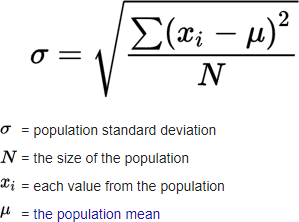 σ = √(∑(xᵢ − μ)² / N)
σ = population standard deviation
N = the size of the population
xᵢ = each value from the population
μ = the population mean